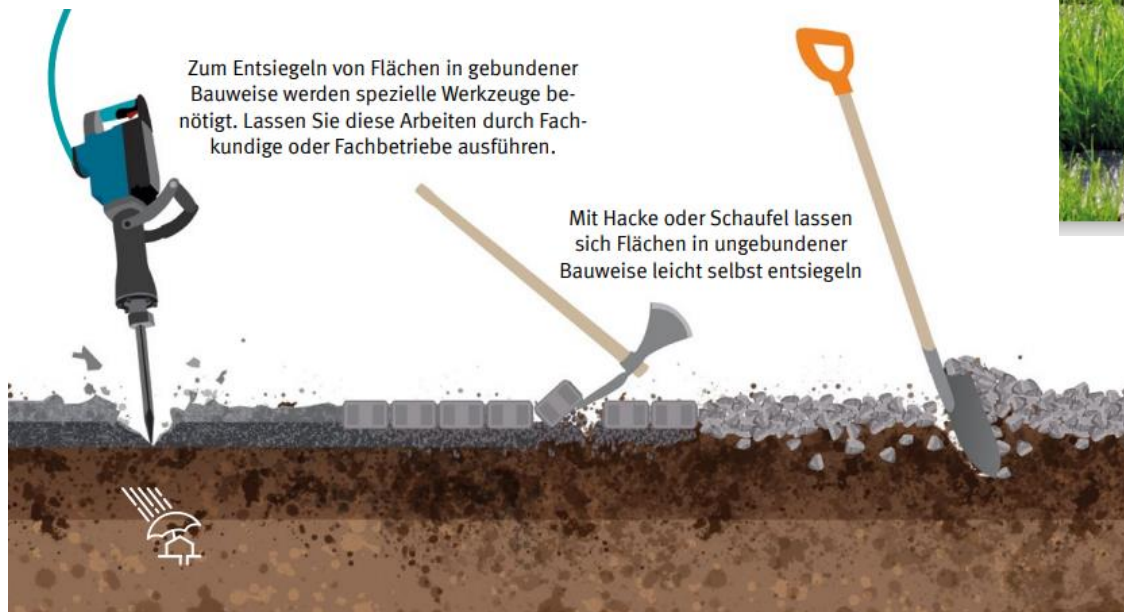 Zum Entsiegeln von Flächen in gebundener
Bauweise werden spezielle Werkzeuge be-
nötigt. Lassen Sie diese Arbeiten durch Fach-
kundige oder Fachbetriebe ausführen.
Mit Hacke oder Schaufel lassen
sich Flächen in ungebundener
Bauweise leicht selbst entsiegeln